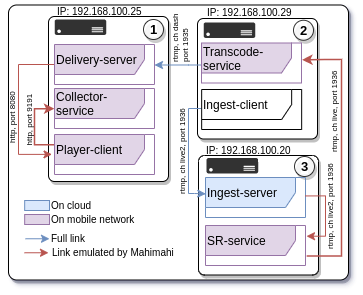 IP: 192.168.100.25
1
Delivery-server
Collector-
service
Player-client
http, port 8080
http, port 9191
rtmp, ch dash
port 1935
IP: 192.168.100.29
2
Transcode-
service
Ingest-client
rtmp, ch live2, port 1936
rtmp, ch live, port 1936
IP: 192.168.100.20
3
Ingest-server
SR-service
rtmp, ch live2, port 1936
On cloud
On mobile network
Full link
Link emulated by Mahimahi